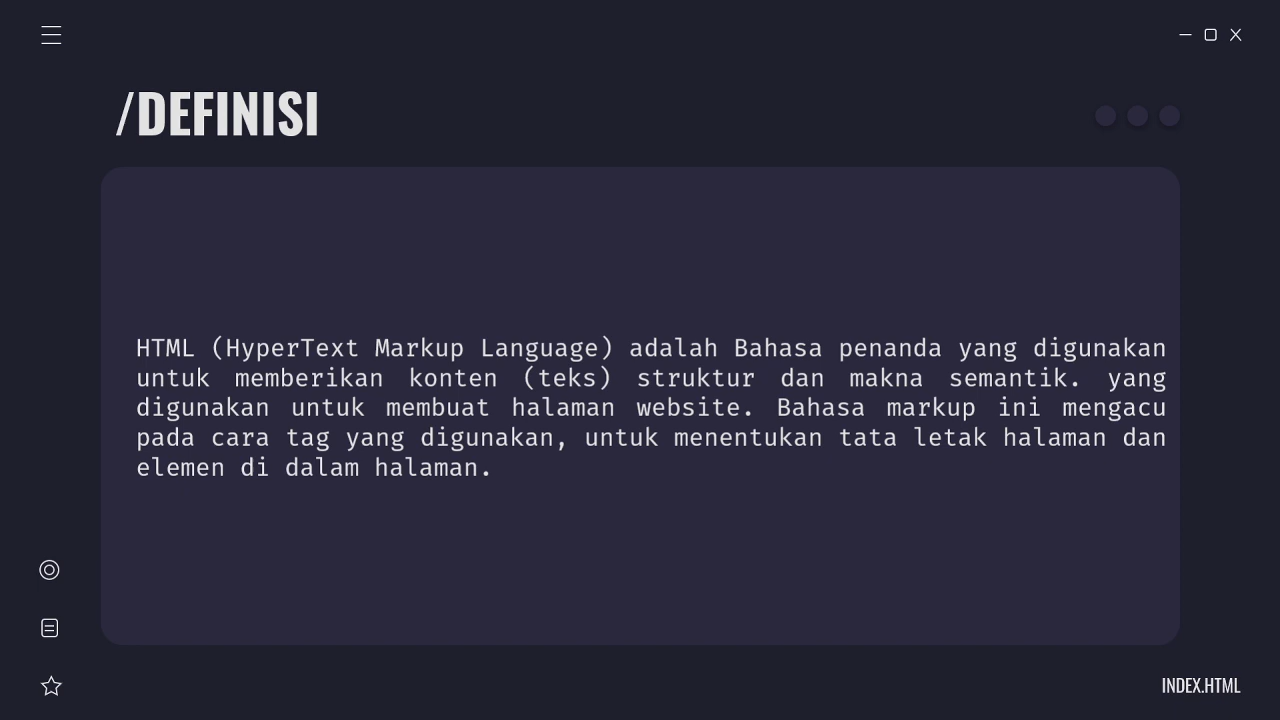 /DEFINISI
HTML (HyperText Markup Language) adalah Bahasa penanda yang digunakan
untuk memberikan konten (teks) struktur dan makna semantik. yang
digunakan untuk membuat halaman website. Bahasa markup ini mengacu
pada cara tag yang digunakan, untuk menentukan tata letak halaman dan
elemen di dalam halaman.
INDEX.HTML